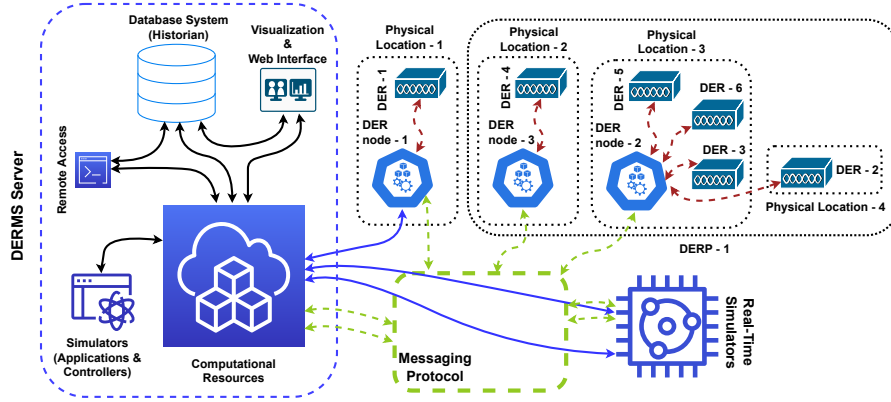 Database System
(Historian)
Visualization
&
Web Interface
Remote Access
DERMS Server
Simulators
(Applications &
Controllers)
Computational
Resources
Physical
Location - 1
DER - 1
DER
node - 1
Physical
Location - 2
DER - 4
DER
node - 3
Physical
Location - 3
DER - 5
DER - 6
DER
node - 2
DER - 3
DER - 2
Physical Location - 4
DERP - 1
Messaging
Protocol
Real-Time
Simulators